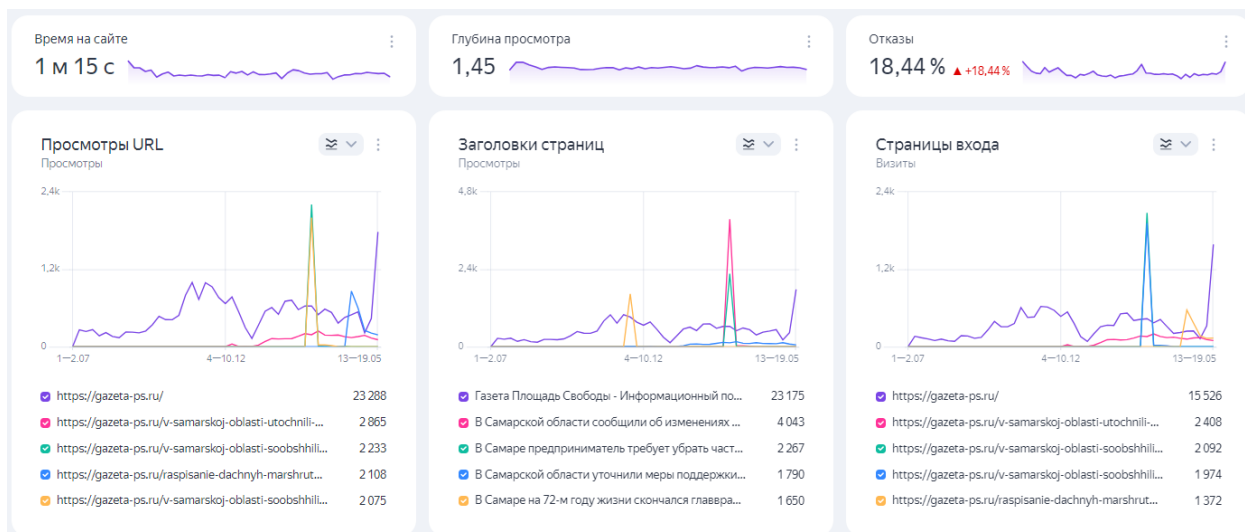 Время на сайте
1 м 15 с
Глубина просмотра
1,45
Отказы
18,44 % ▲ +18,44 %
Просмотры URL
Просмотры
2,4k
1,2k
0
1—2.07
4—10.12
13—19.05
https://gazeta-ps.ru/ 23 288
https://gazeta-ps.ru/v-samarskoj-oblasti-utochnili-... 2 865
https://gazeta-ps.ru/v-samarskoj-oblasti-soobshhili... 2 233
https://gazeta-ps.ru/raspisanie-dachnyh-marshrut... 2 108
https://gazeta-ps.ru/v-samarskoj-oblasti-soobshhili... 2 075
Заголовки страниц
Просмотры
4,8k
2,4k
0
1—2.07
4—10.12
13—19.05
Газета Площадь Свободы - Информационный по... 23 175
В Самарской области сообщили об изменениях ... 4 043
В Самаре предприниматель требует убрать част... 2 267
В Самарской области уточнили меры поддержки... 1 790
В Самаре на 72-м году жизни скончался главвра... 1 650
Страницы входа
Визиты
2,4k
1,2k
0
1—2.07
4—10.12
13—19.05
https://gazeta-ps.ru/ 15 526
https://gazeta-ps.ru/v-samarskoj-oblasti-utochnili-... 2 408
https://gazeta-ps.ru/v-samarskoj-oblasti-soobshhili... 2 092
https://gazeta-ps.ru/v-samarskoj-oblasti-soobshhili... 1 974
https://gazeta-ps.ru/raspisanie-dachnyh-marshrut... 1 372